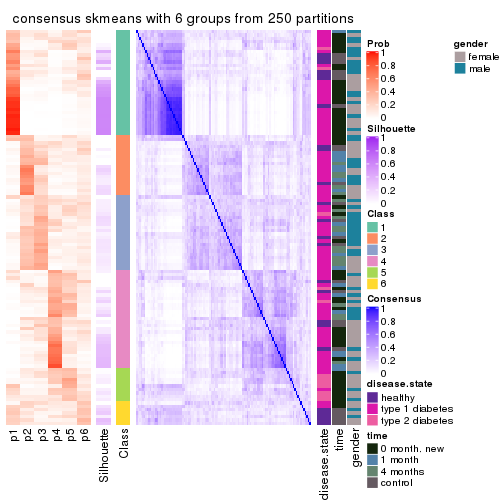 consensus skmeans with 6 groups from 250 partitions
Prob
1
0.8
0.6
0.4
0.2
0
gender
female
male
Silhouette
1
0.8
0.6
0.4
0.2
0
Class
1
2
3
4
5
6
Consensus
1
0.8
0.6
0.4
0.2
0
disease.state
healthy
type 1 diabetes
type 2 diabetes
time
0 month, new
1 month
4 months
control
p1
p2
p3
p4
p5
p6
Silhouette
Class
disease.state
time
gender